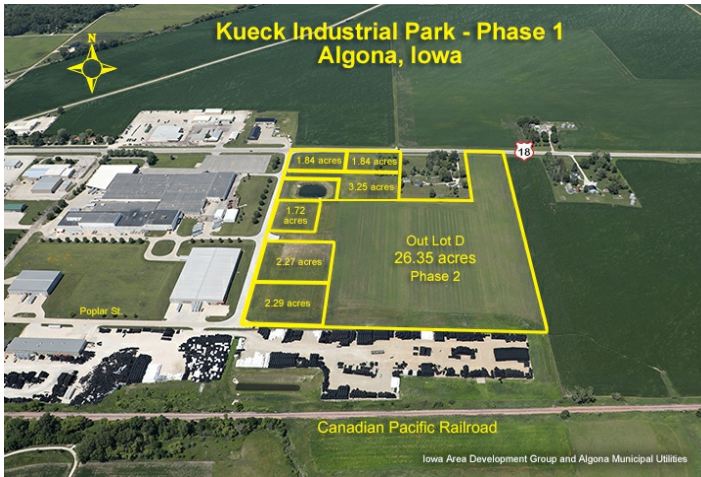 Kueck Industrial Park - Phase 1
Algona, Iowa
N
18
1.84 acres
1.84 acres
3.25 acres
1.72
acres
Out Lot D
26.35 acres
Phase 2
2.27 acres
2.29 acres
Poplar St.
Canadian Pacific Railroad
Iowa Area Development Group and Algona Municipal Utilities